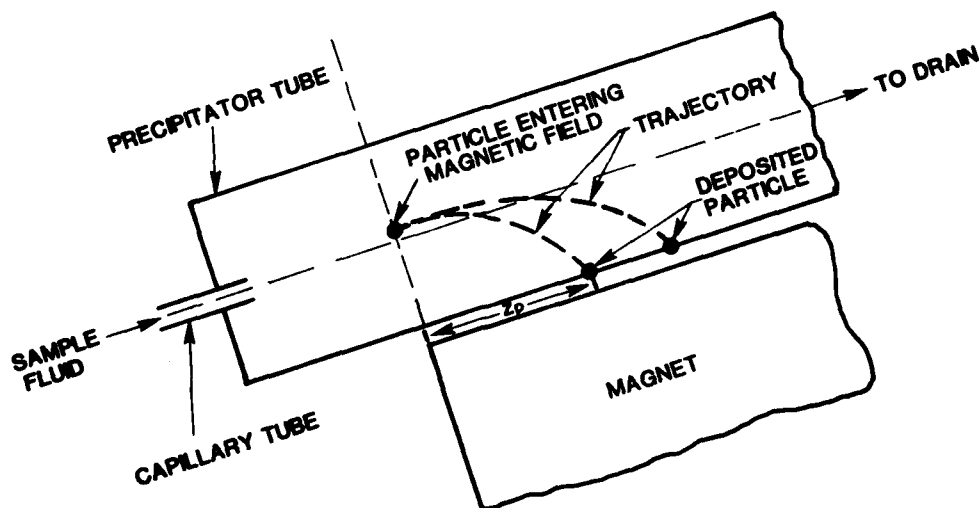 PRECIPITATOR TUBE
PARTICLE ENTERING
MAGNETIC FIELD
TRAJECTORY
TO DRAIN
DEPOSITED
PARTICLE
Zp
SAMPLE
FLUID
MAGNET
CAPILLARY TUBE